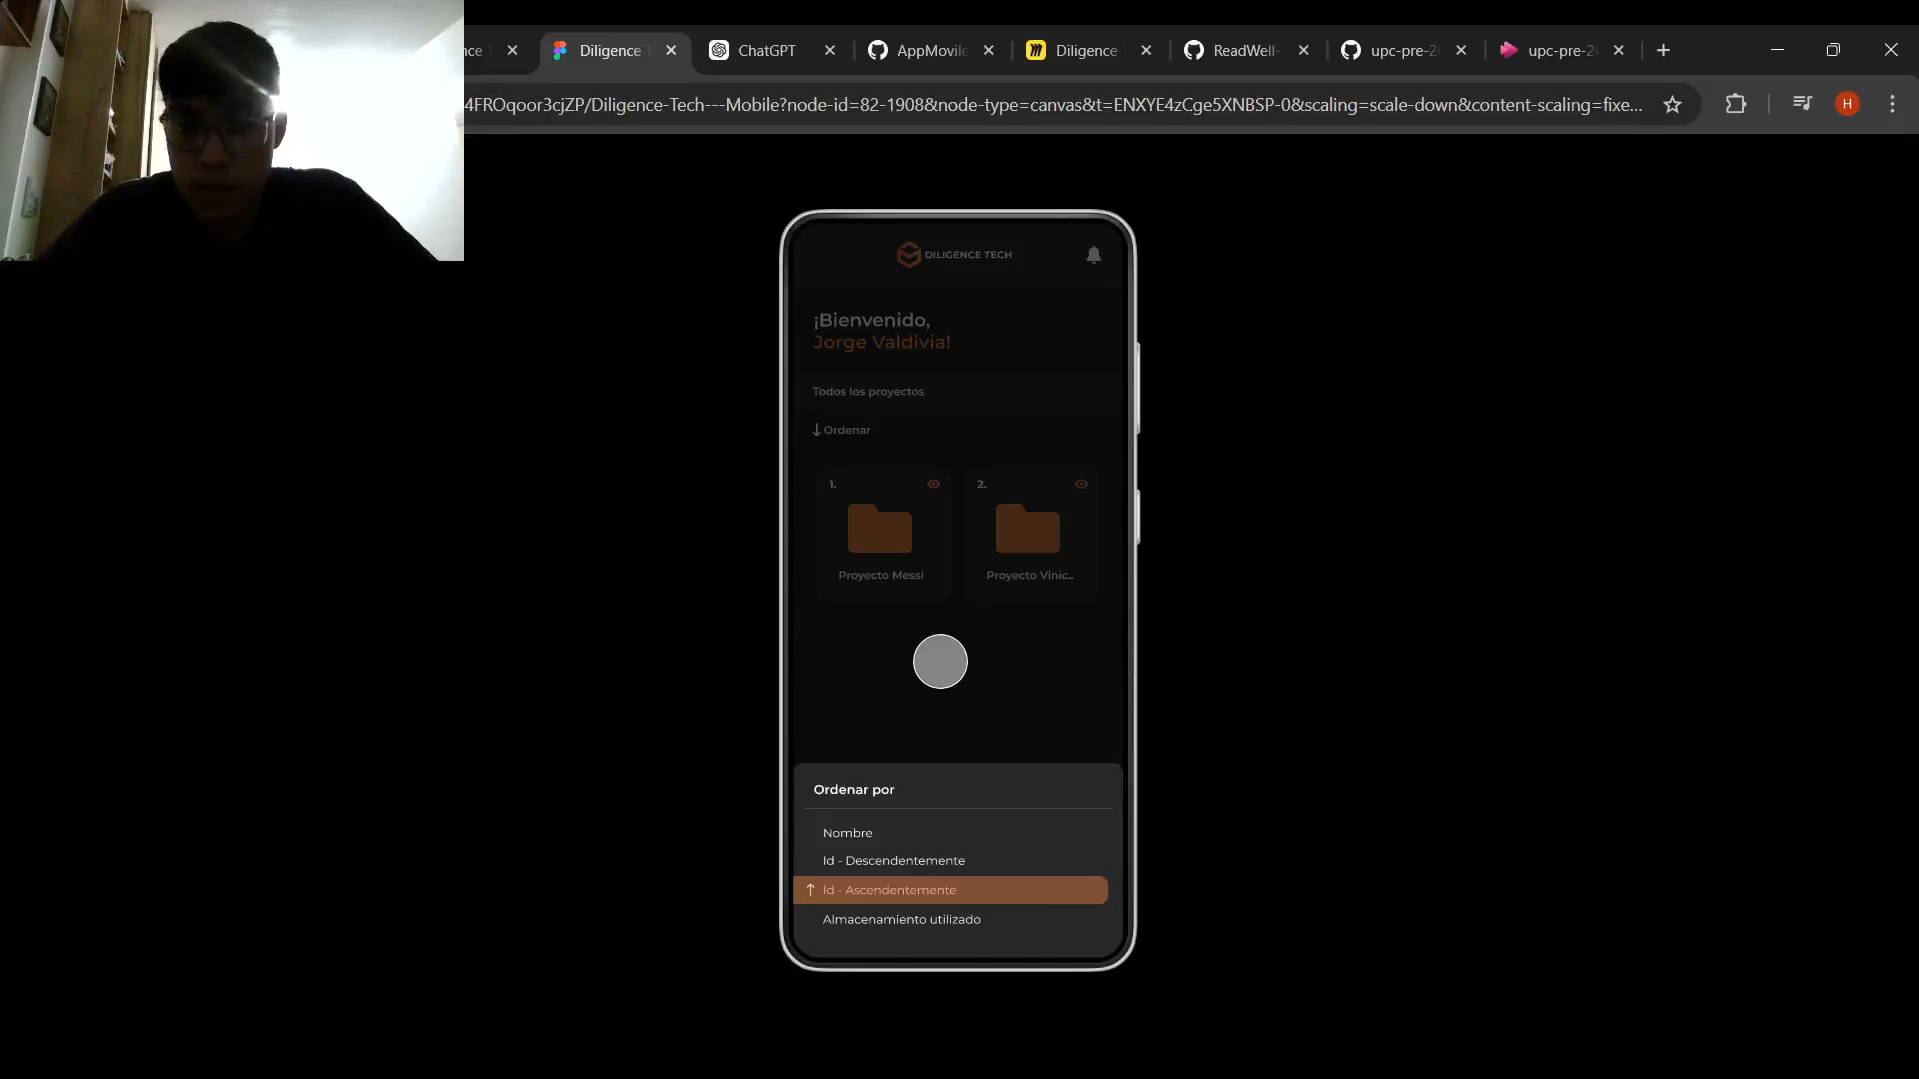 Diligence T
ChatGPT
AppMovile
Diligence T
ReadWell-
upc-pre-2
upc-pre-2
4FROqoor3cjZP/Diligence-Tech---Mobile?node-id=82-1908&node-type=canvas&t=ENXYE4zCge5XNBSP-0&scaling=scale-down&content-scaling=fixe...
H
DILIGENCE TECH
¡Bienvenido,
Jorge Valdivia!
Todos los proyectos
Ordenar
1.
2.
Proyecto Messi
Proyecto Vinic..
Ordenar por
Nombre
Id - Descendentemente
Id - Ascendentemente
Almacenamiento utilizado